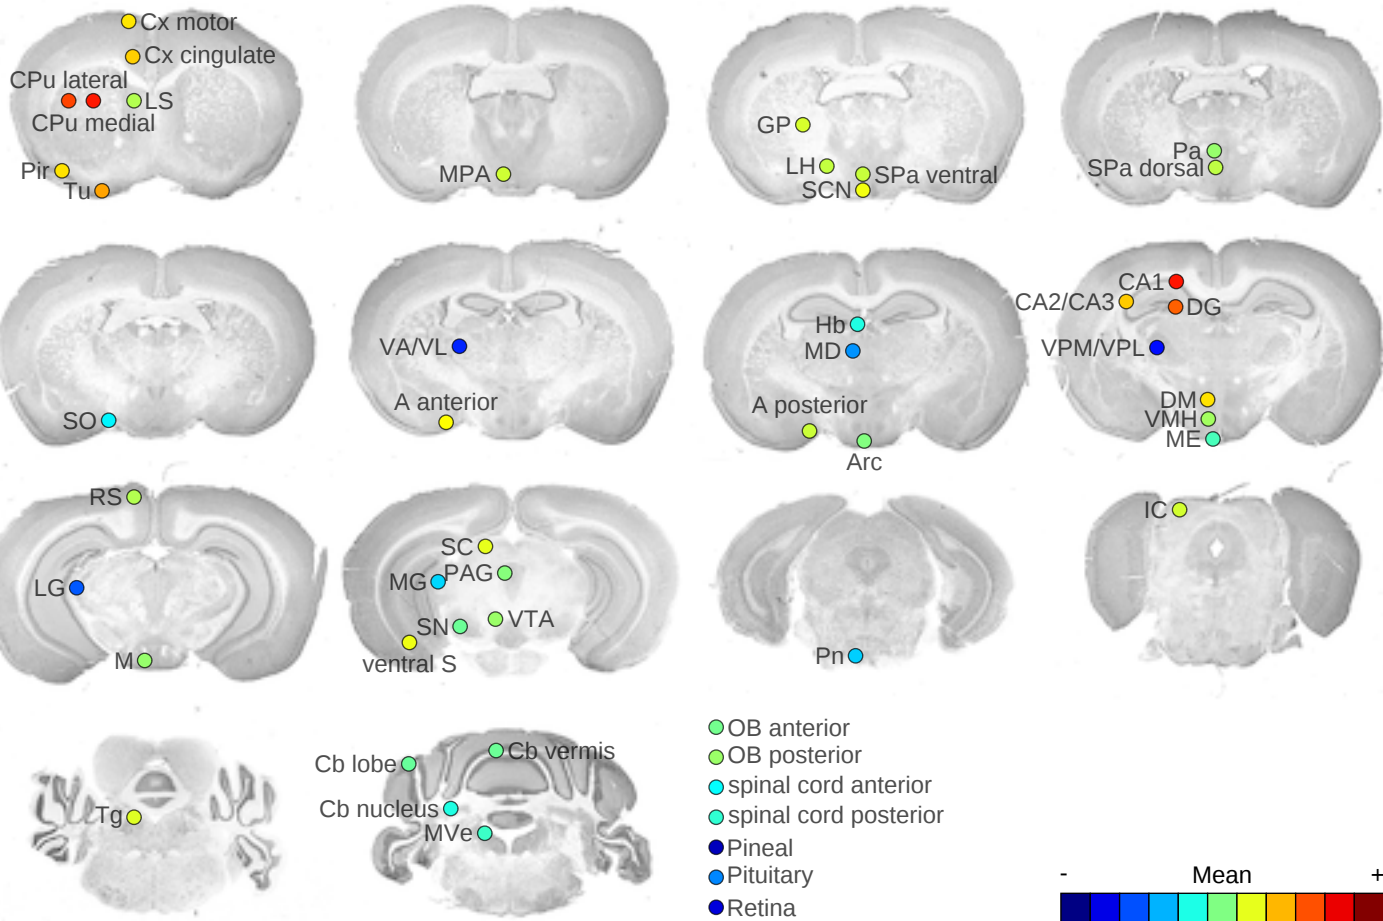 Cx motor
Cx cingulate
CPu lateral
LS
CPu medial
Pir
Tu
MPA
GP
LH
SPa ventral
SCN
Pa
SPa dorsal
SO
VA/VL
A anterior
Hb
MD
A posterior
Arc
CA1
CA2/CA3
DG
VPM/VPL
DM
VMH
ME
RS
LG
M
SC
MG
PAG
SN
VTA
ventral S
Pn
IC
Tg
Cb lobe
Cb vermis
Cb nucleus
MVe
OB anterior
OB posterior
spinal cord anterior
spinal cord posterior
Pineal
Pituitary
Retina
- Mean +